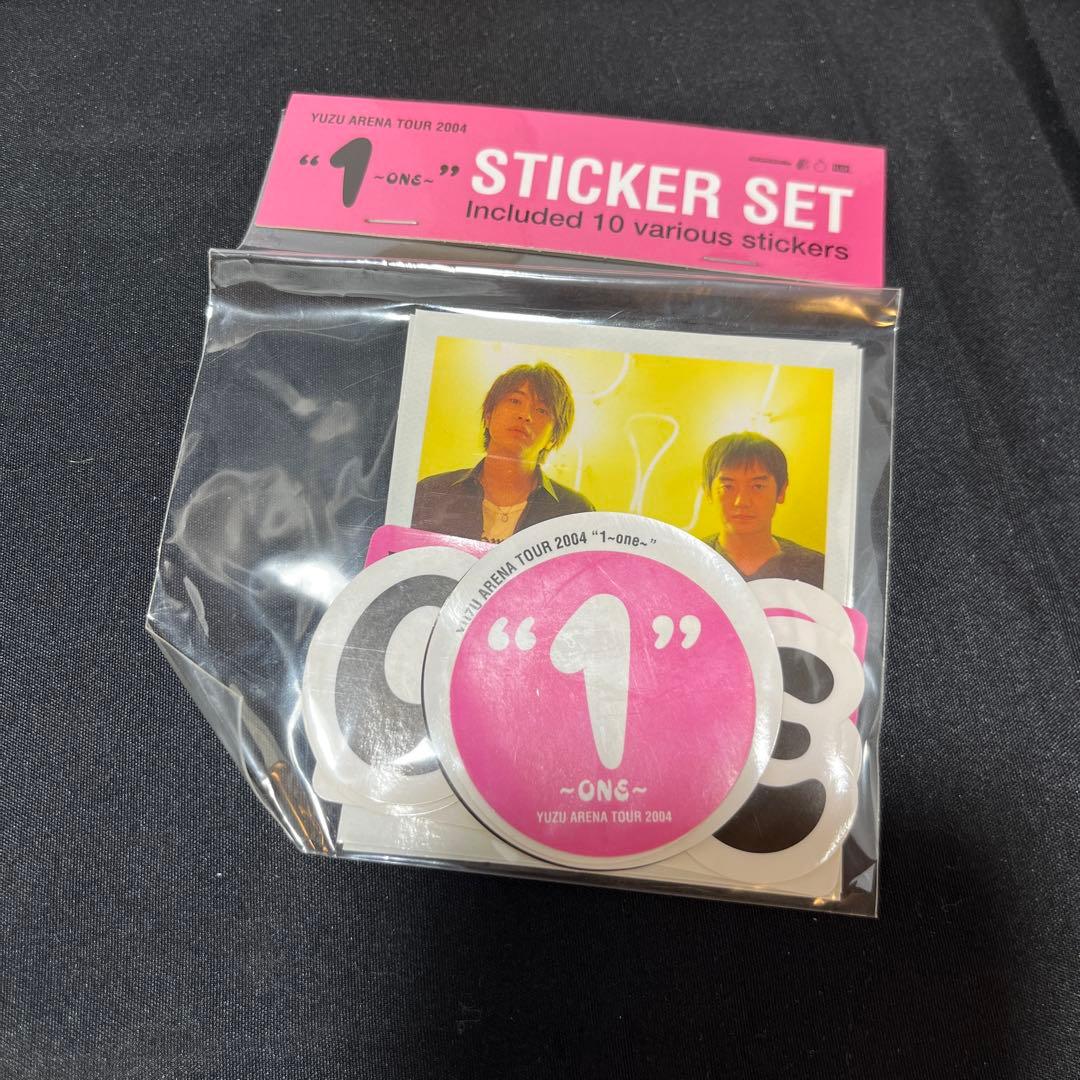 YUZU ARENA TOUR 2004
“1~ONE~” STICKER SET
Included 10 various stickers
YUZU ARENA TOUR 2004 “1~one~”
“1”
~ONE~
YUZU ARENA TOUR 2004